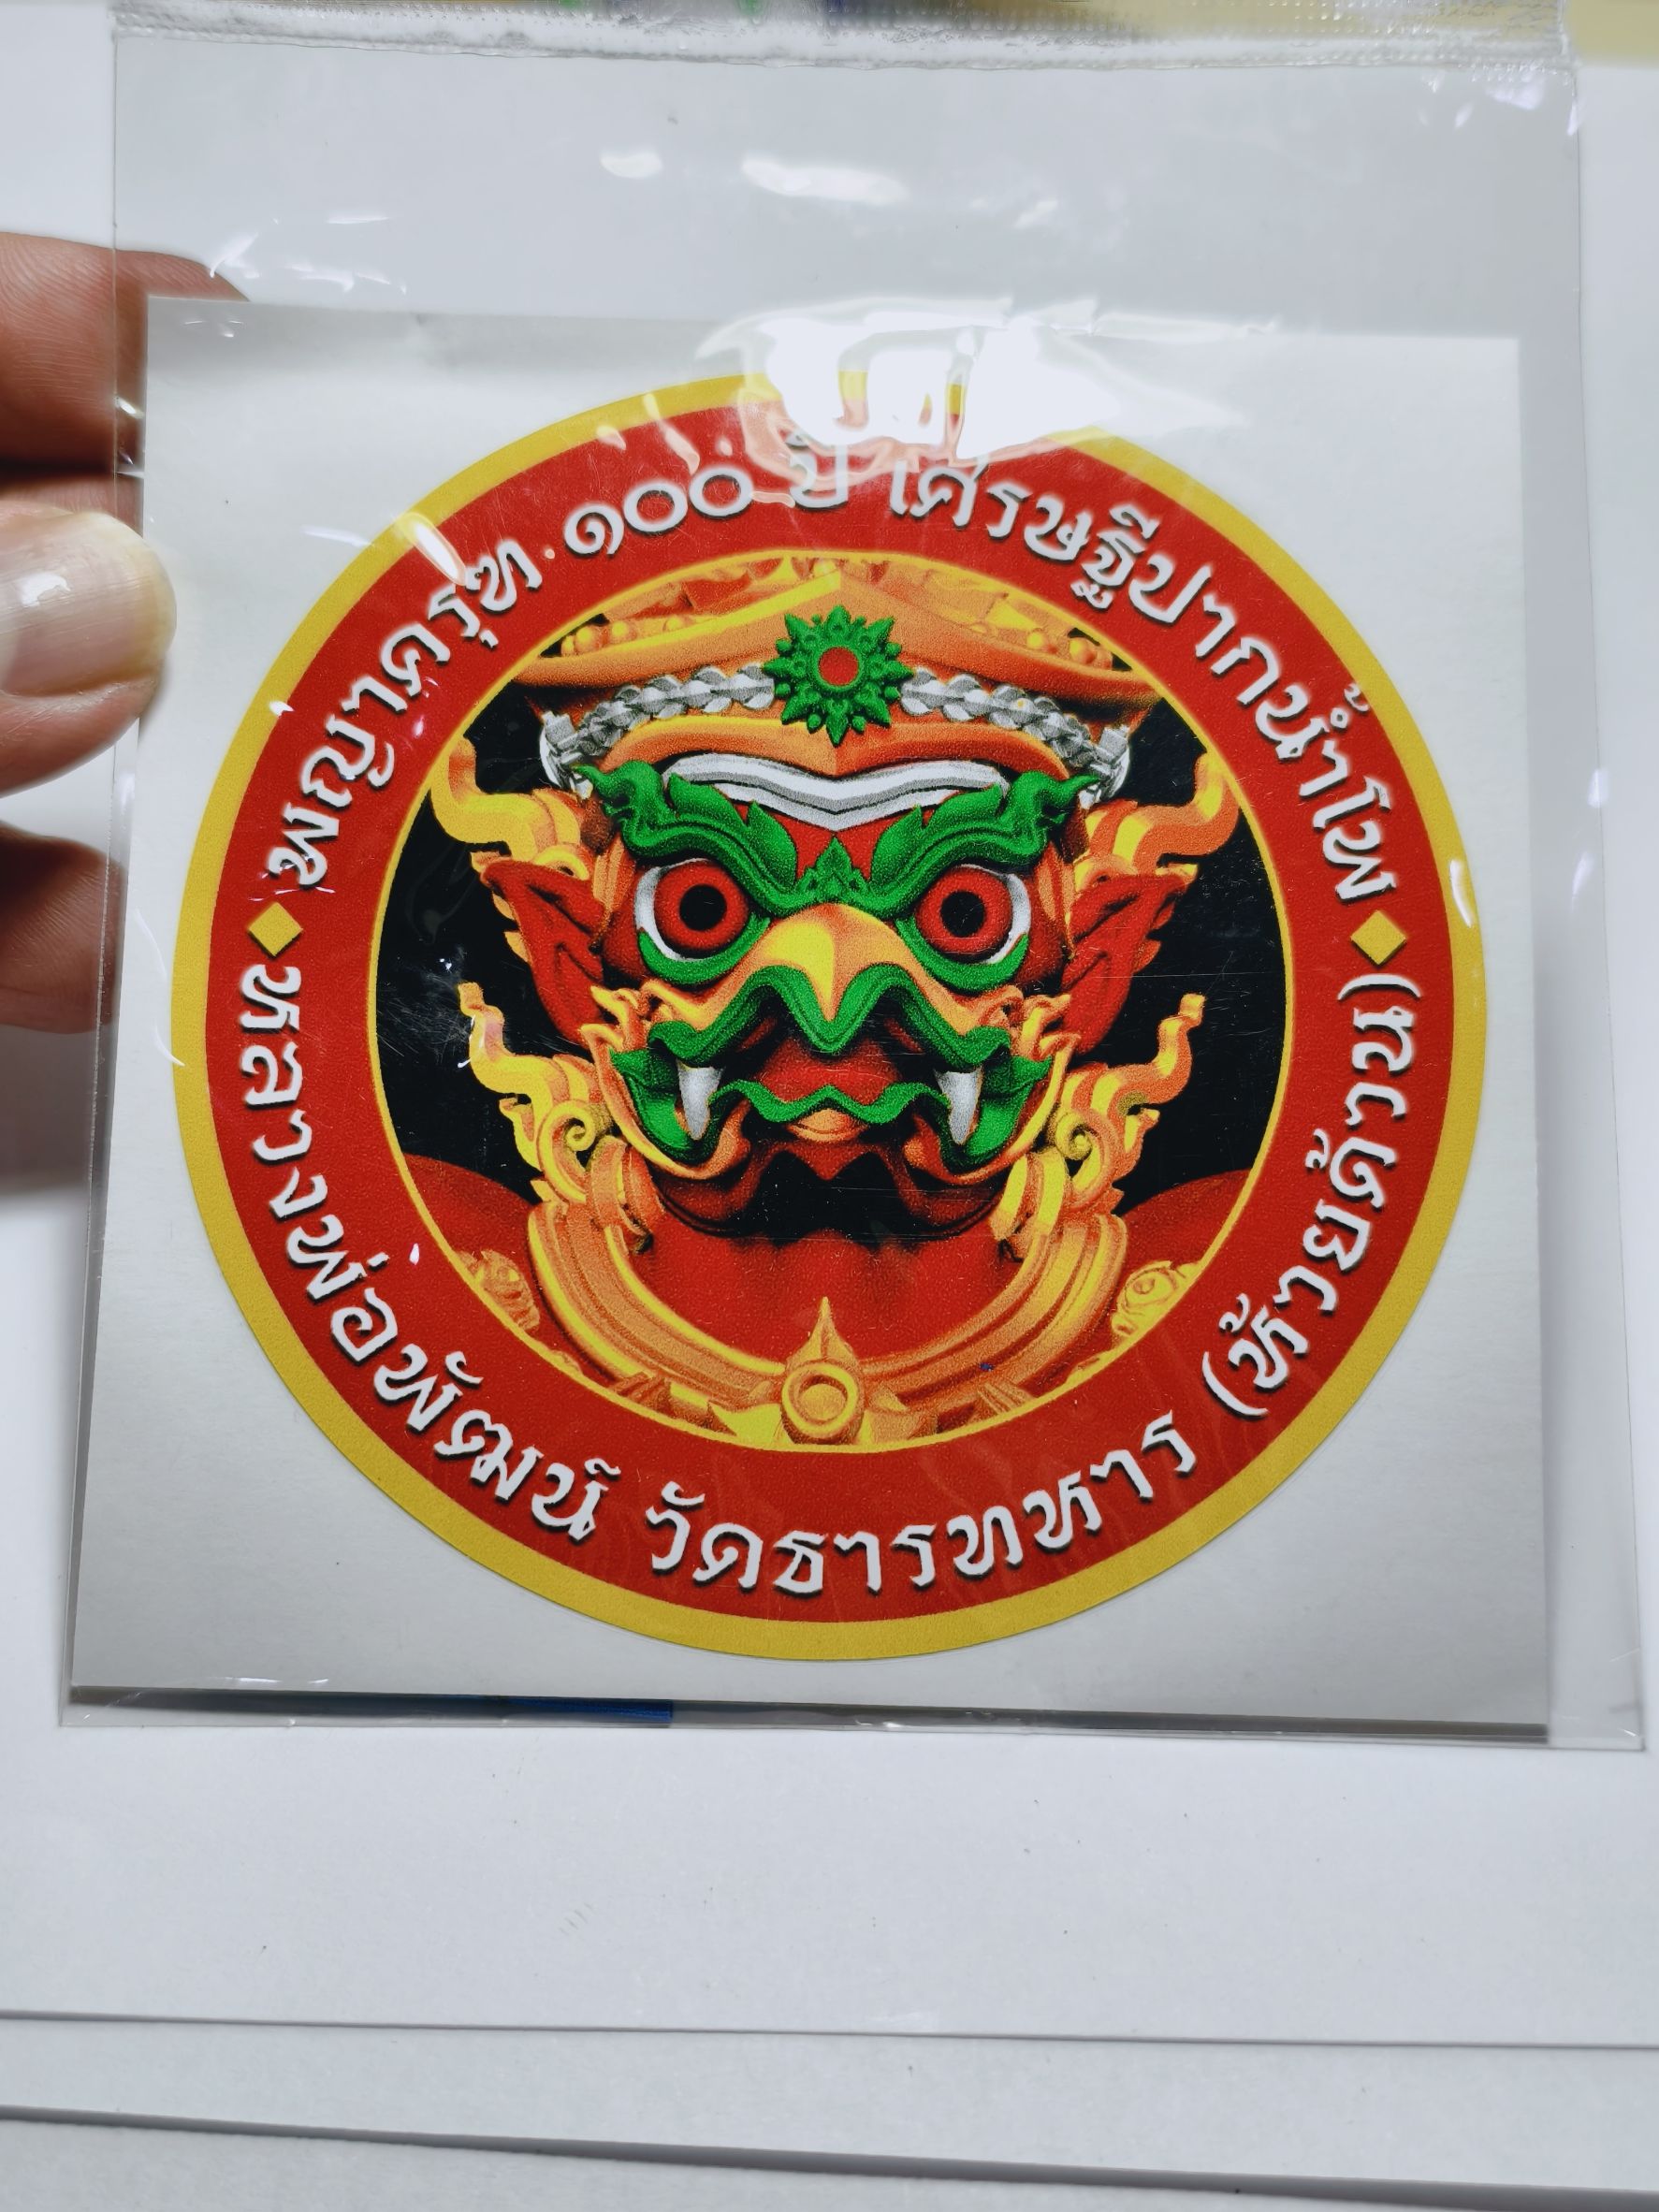 พญาครุฑ ๑๐๐ ปี เศรษฐีปากน้ำโพ
หลวงพ่อพัฒน์ วัดธารทหาร (ห้วยด้วน)